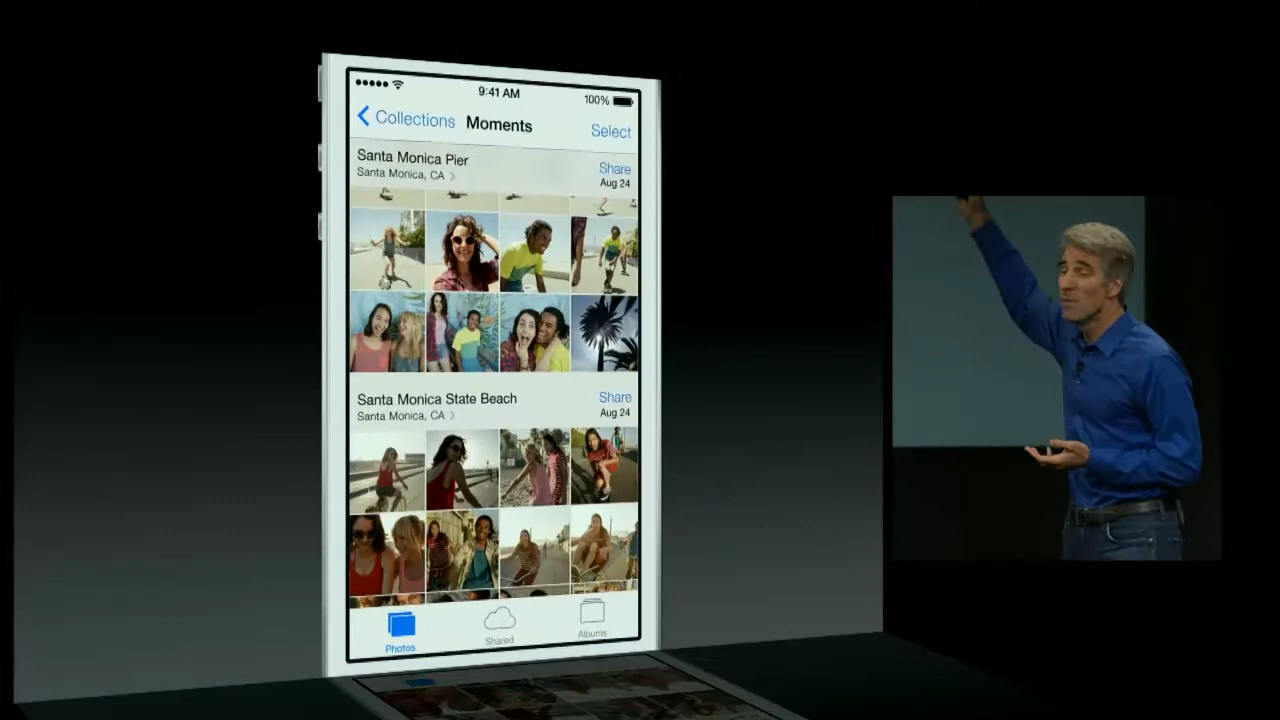 9:41 AM
100%
Collections Moments Select
Santa Monica Pier Share
Santa Monica, CA Aug 24
Santa Monica State Beach Share
Santa Monica, CA Aug 24
Photos Shared Albums